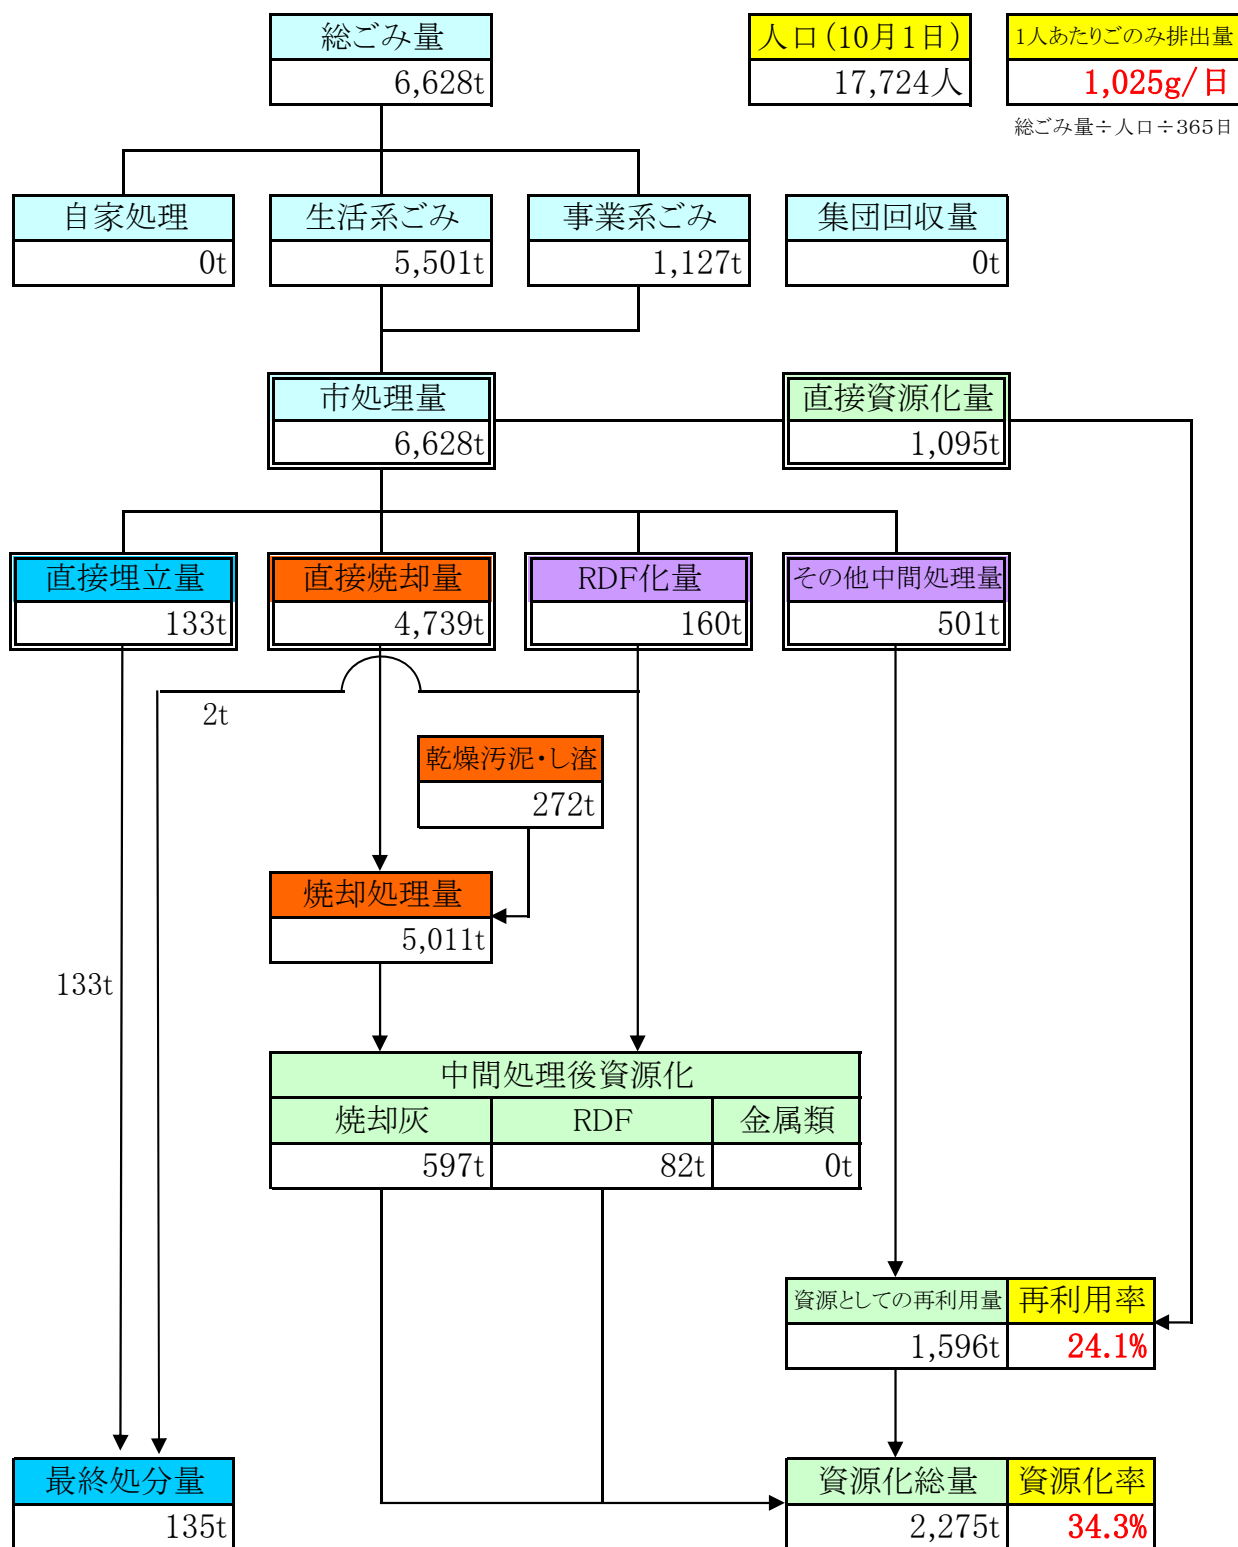 総ごみ量
6,628t
人口(10月1日)
17,724人
1人あたりごのみ排出量
1,025g/日
総ごみ量÷人口÷365日
自家処理
0t
生活系ごみ
5,501t
事業系ごみ
1,127t
集団回収量
0t
市処理量
6,628t
直接資源化量
1,095t
直接埋立量
133t
直接焼却量
4,739t
RDF化量
160t
その他中間処理量
501t
2t
乾燥汚泥・し渣
272t
焼却処理量
5,011t
133t
中間処理後資源化
焼却灰 RDF 金属類
597t 82t 0t
資源としての再利用量 再利用率
1,596t 24.1%
最終処分量
135t
資源化総量 資源化率
2,275t 34.3%